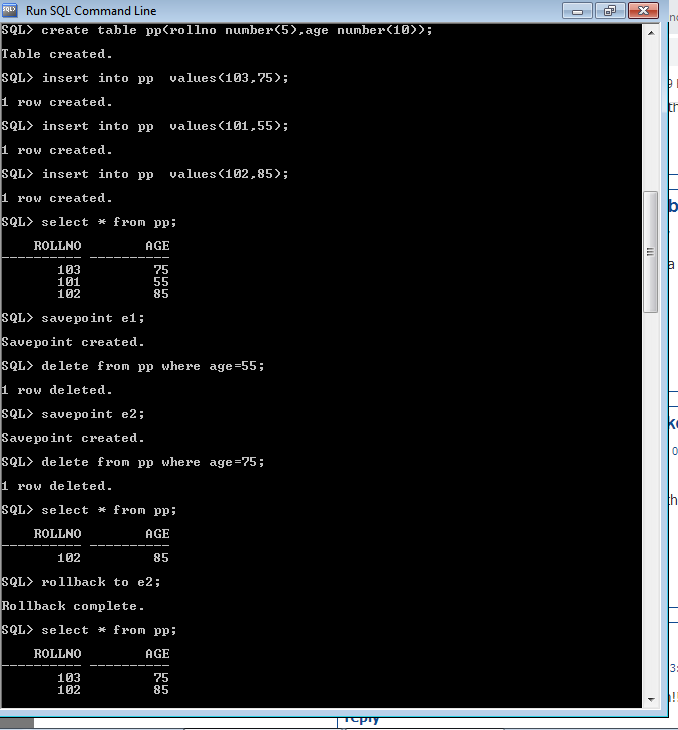 Run SQL Command Line
SQL> create table pp(rollno number(5),age number(10));
Table created.
SQL> insert into pp  values(103,75);
1 row created.
SQL> insert into pp  values(101,55);
1 row created.
SQL> insert into pp  values(102,85);
1 row created.
SQL> select * from pp;
    ROLLNO        AGE
---------- ----------
       103         75
       101         55
       102         85
SQL> savepoint e1;
Savepoint created.
SQL> delete from pp where age=55;
1 row deleted.
SQL> savepoint e2;
Savepoint created.
SQL> delete from pp where age=75;
1 row deleted.
SQL> select * from pp;
    ROLLNO        AGE
---------- ----------
       102         85
SQL> rollback to e2;
Rollback complete.
SQL> select * from pp;
    ROLLNO        AGE
---------- ----------
       103         75
       102         85
reply